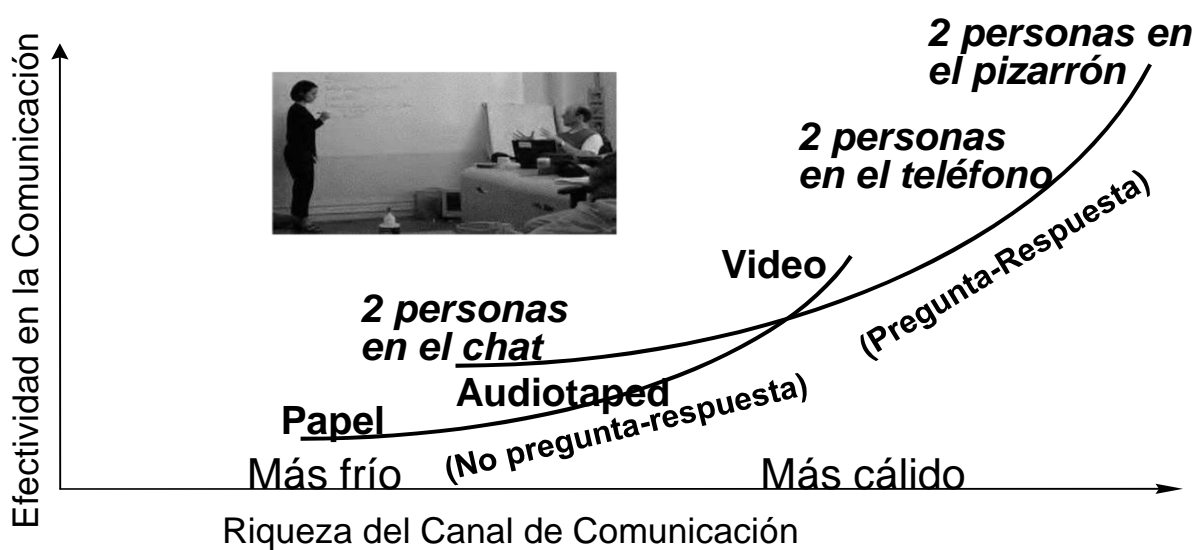 2 personas en
el pizarrón
2 personas
en el teléfono
(Pregunta-Respuesta)
Video
2 personas
en el chat
Audiotaped
Papel
(No pregunta-respuesta)
Más frío
Más cálido
Riqueza del Canal de Comunicación
Efectividad en la Comunicación